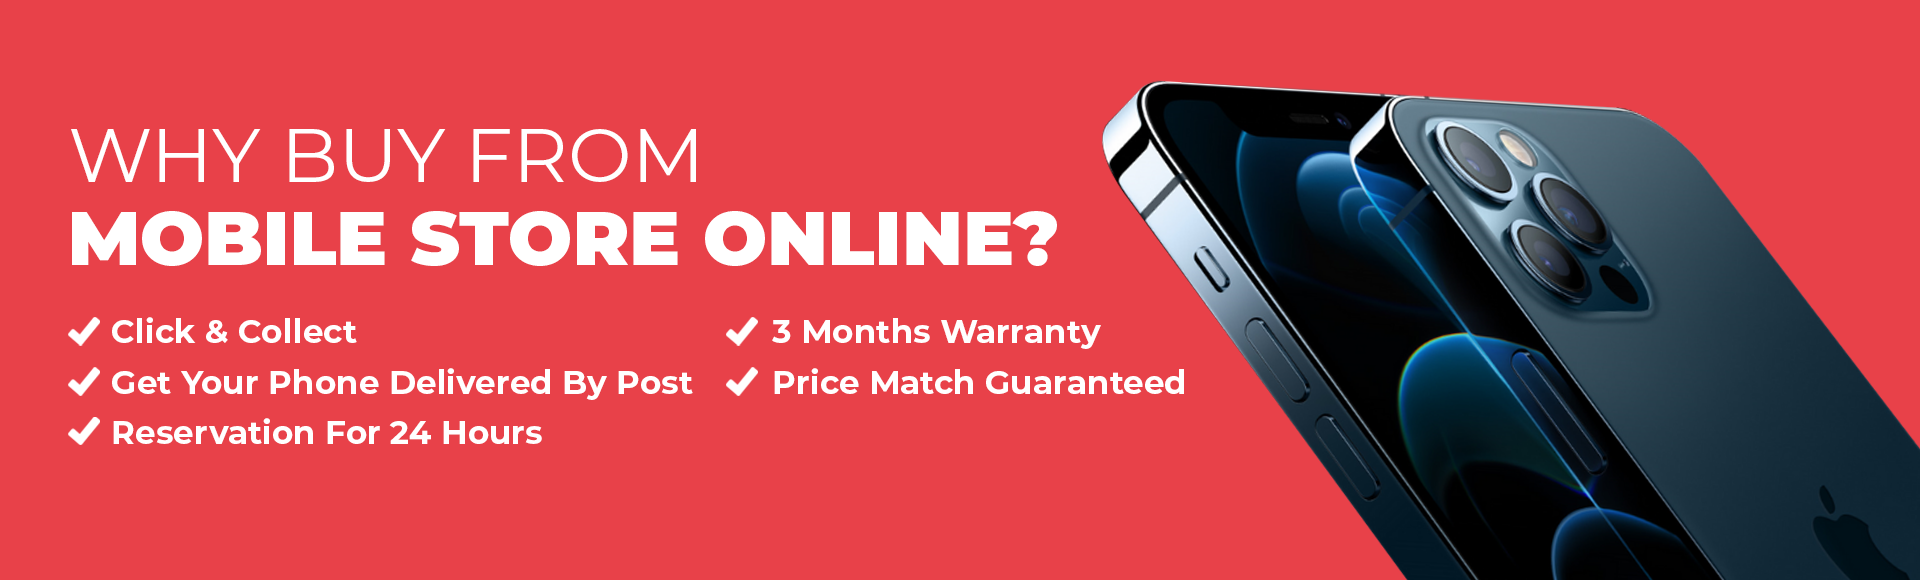 WHY BUY FROM
MOBILE STORE ONLINE?
Click & Collect
Get Your Phone Delivered By Post
Reservation For 24 Hours
3 Months Warranty
Price Match Guaranteed